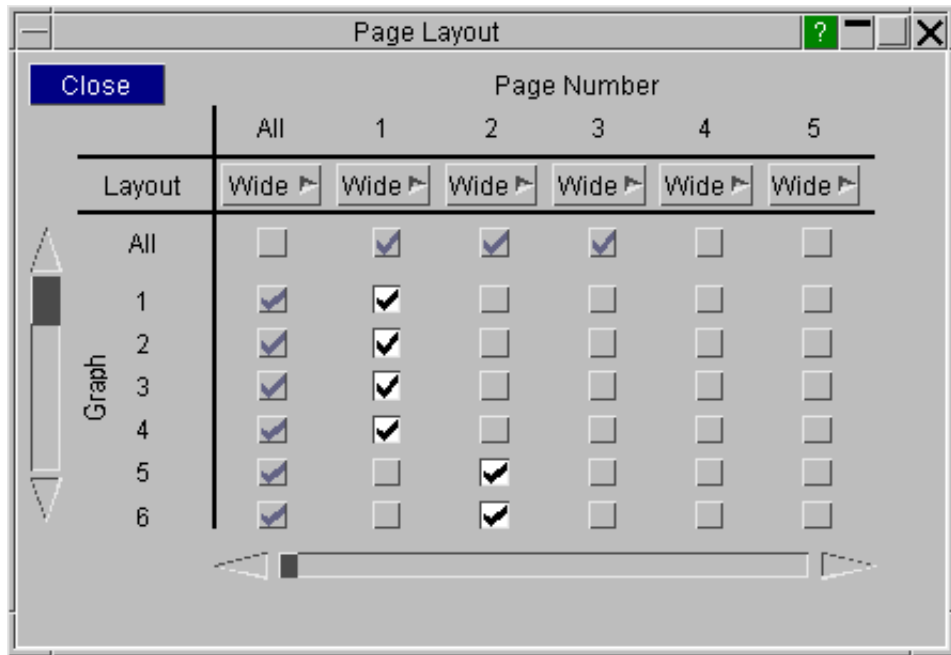 Page Layout ?
Close Page Number
All 1 2 3 4 5
Layout Wide Wide Wide Wide Wide Wide
All
1
2
Graph
3
4
5
6